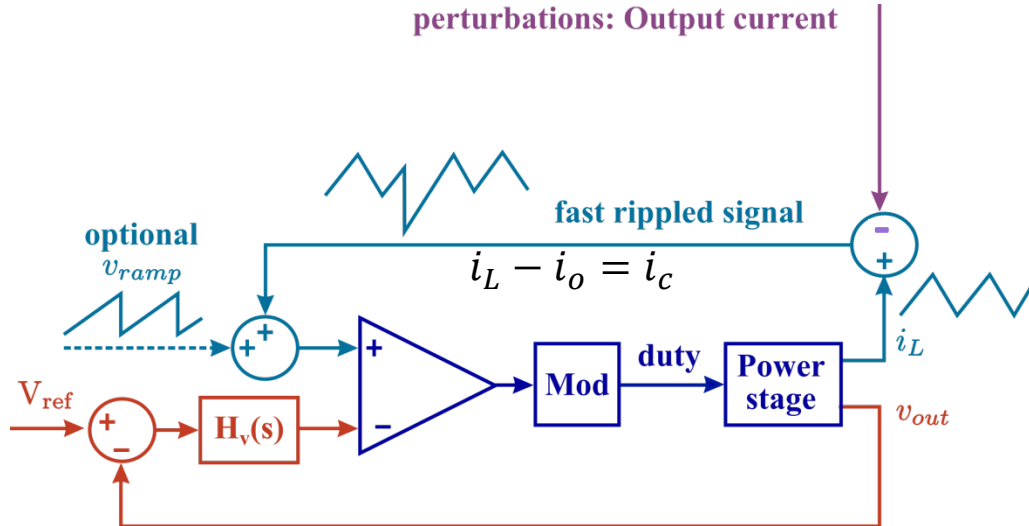 perturbations: Output current
fast rippled signal
i_L − i_o = i_c
optional
v_ramp
i_L
V_ref
H_v(s)
Mod
duty
Power
stage
v_out
+
+
+
−
+
−
-
+